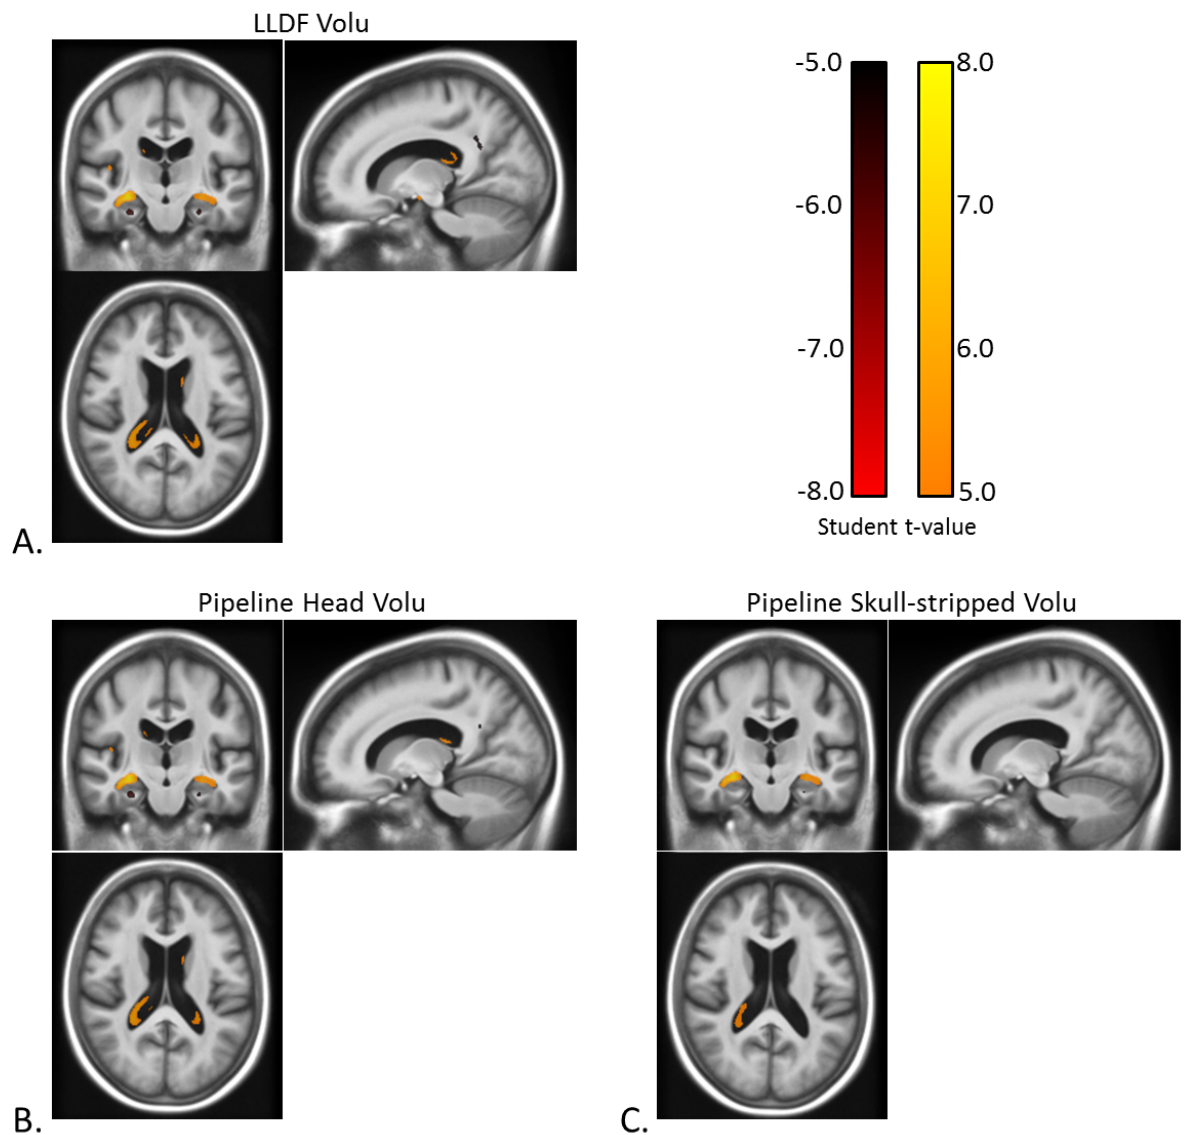 LLDF Volu
-5.0 8.0
-6.0 7.0
-7.0 6.0
-8.0 5.0
Student t-value
A.
Pipeline Head Volu
Pipeline Skull-stripped Volu
B.
C.